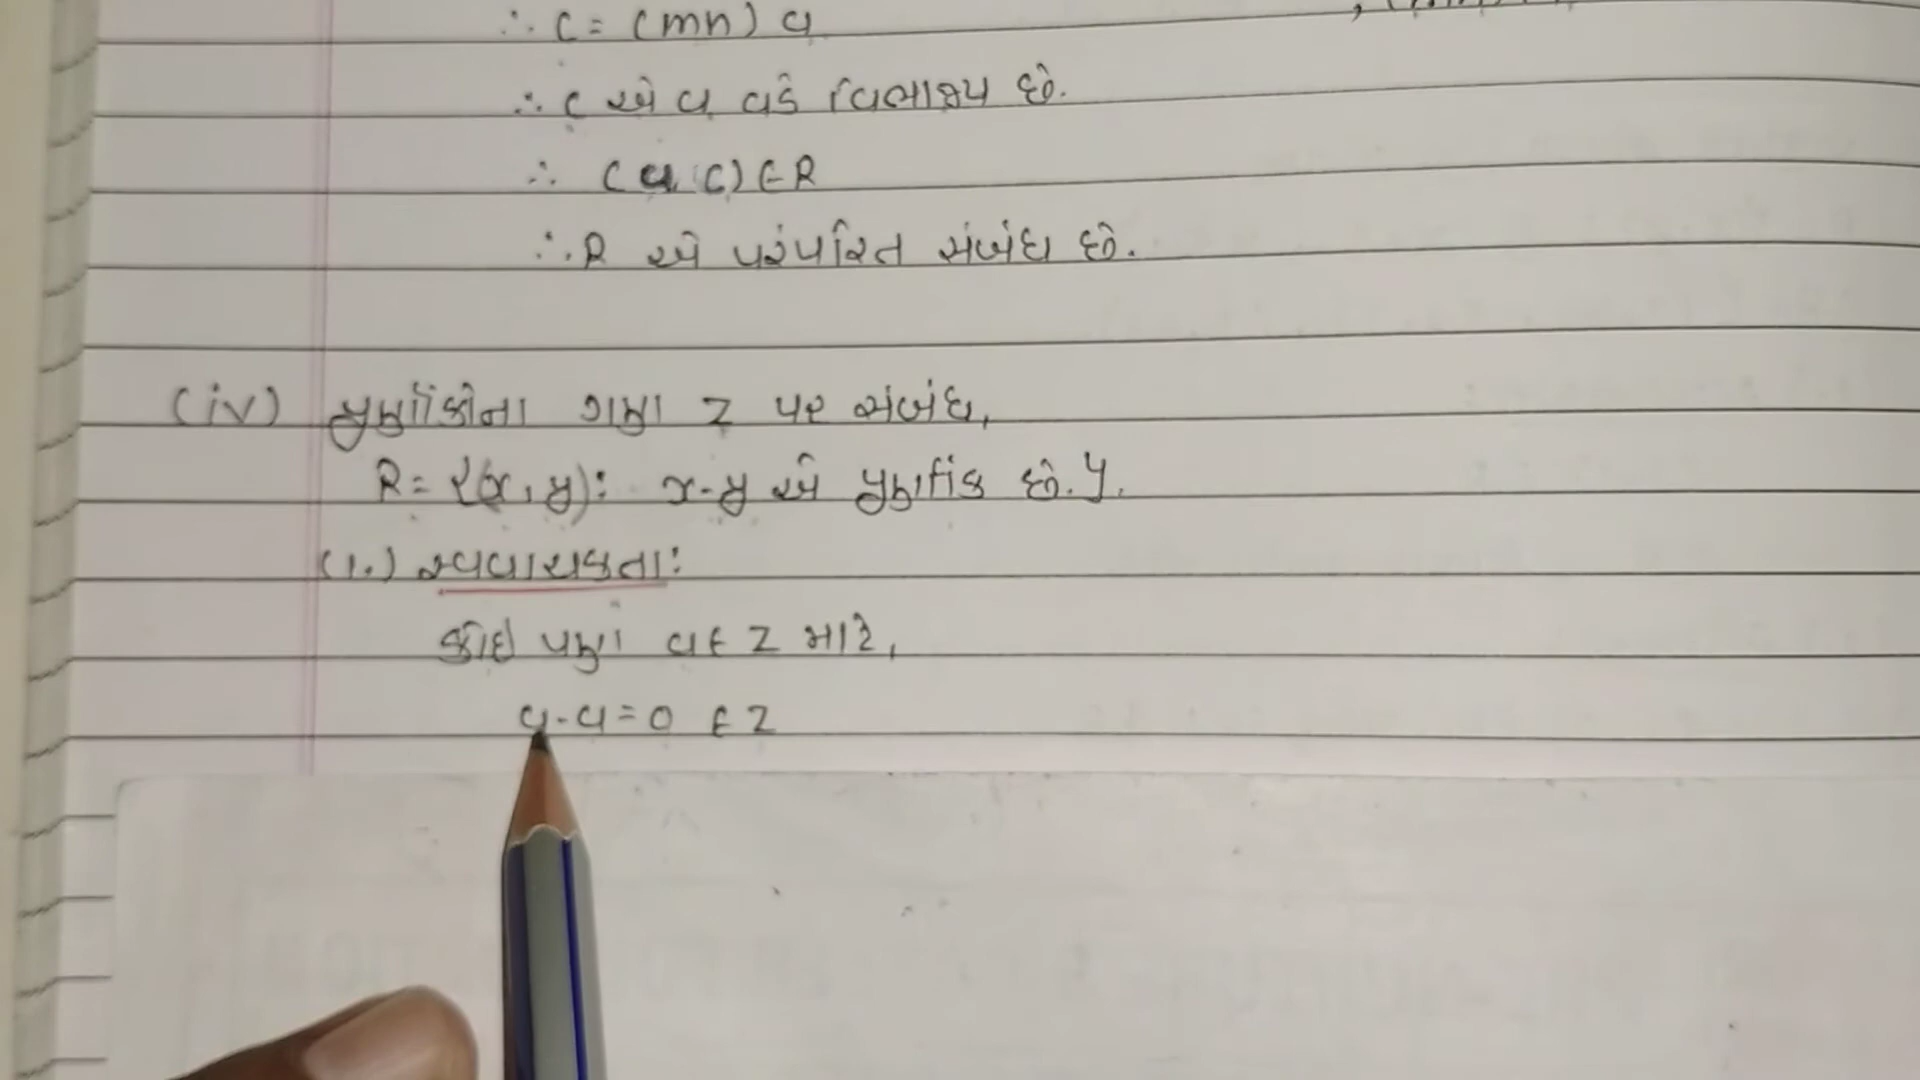 ∴ C = (mn) a
∴ C એ a વડે વિભાજ્ય છે.
∴ (a, C) ∈ R
∴ R એ પરંપરિત સંબંધ છે.
(iv) પૂર્ણાંકોના ગણ Z પર સંબંધ,
R = {(x, y): x-y એ પૂર્ણાંક છે.}.
(1.) સ્વવાચકતા:
કોઈ પણ a ∈ Z માટે,
a-a=0 ∈ Z